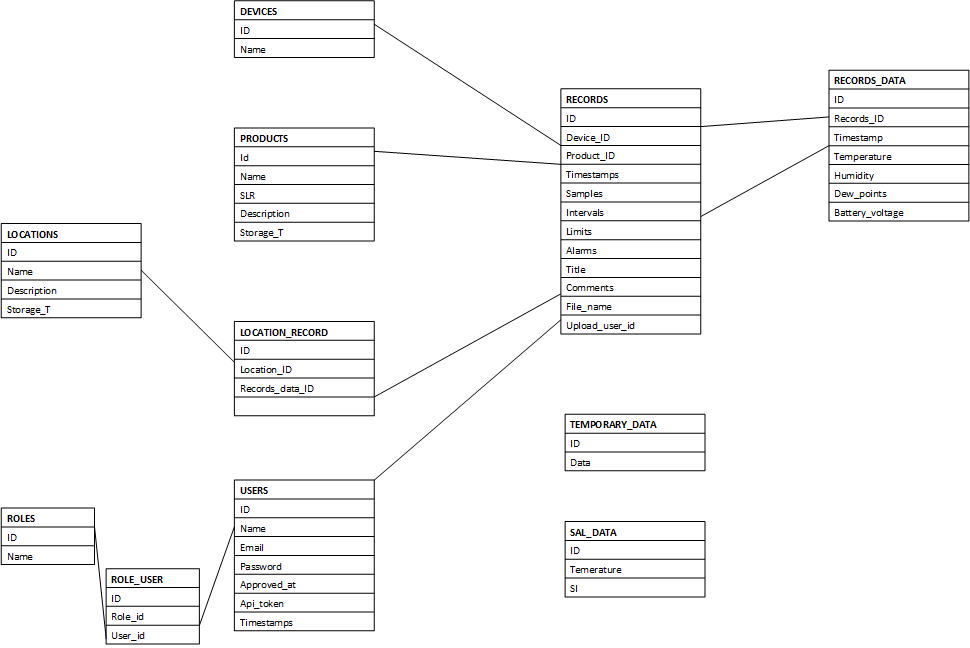 DEVICES
ID
Name
PRODUCTS
Id
Name
SLR
Description
Storage_T
LOCATIONS
ID
Name
Description
Storage_T
LOCATION_RECORD
ID
Location_ID
Records_data_ID
USERS
ID
Name
Email
Password
Approved_at
Api_token
Timestamps
ROLES
ID
Name
ROLE_USER
ID
Role_id
User_id
RECORDS
ID
Device_ID
Product_ID
Timestamps
Samples
Intervals
Limits
Alarms
Title
Comments
File_name
Upload_user_id
RECORDS_DATA
ID
Records_ID
Timestamp
Temperature
Humidity
Dew_points
Battery_voltage
TEMPORARY_DATA
ID
Data
SAL_DATA
ID
Temerature
SI